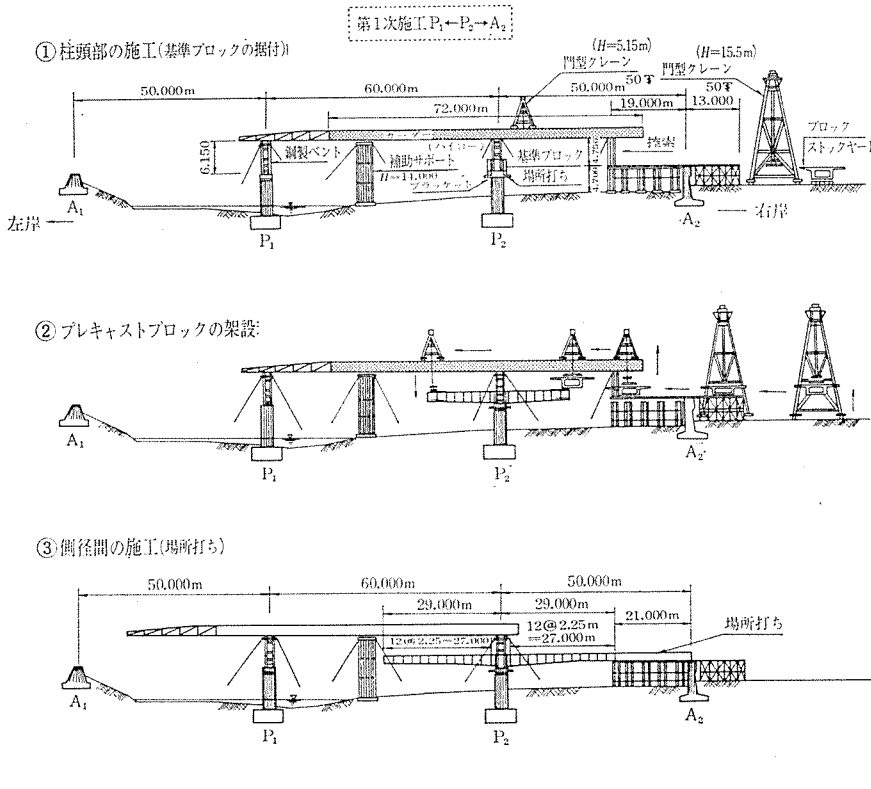 第1次施工 P₁←P₂→A₂
①柱頭部の施工(基準ブロックの据付)
(H=5.15m)
門型クレーン
50T
(H=15.5m)
門型クレーン
50T
50.000m
60.000m
50.000m
72.000m
19.000m
13.000
ブロック
ストックヤード
6.150
鋼製ベント
補助サポート
H=14.000
ブラケット
基準ブロック
場所打ち
控索
4.750
4.700
A₁
左岸 ←
P₁
P₂
A₂
→ 右岸
②プレキャストブロックの架設
A₁
P₁
P₂
A₂
③側径間の施工(場所打ち)
50.000m
60.000m
50.000m
29.000m
29.000m
21.000m
場所打ち
12@2.25=27.000
12@2.25m
=27.000m
A₁
P₁
P₂
A₂